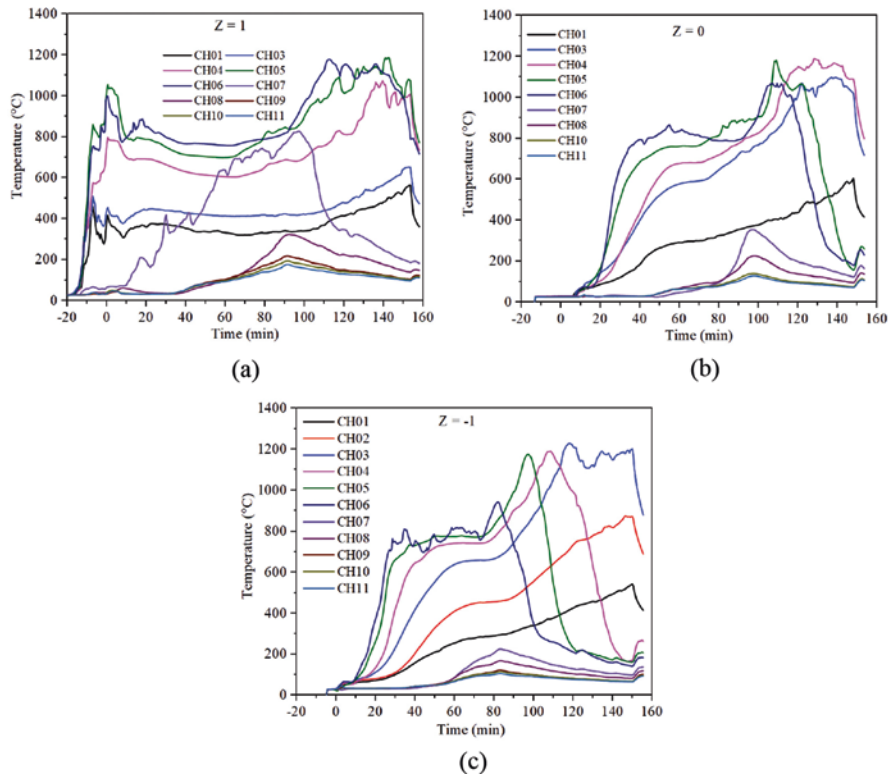 Z = 1
CH01 CH03
CH04 CH05
CH06 CH07
CH08 CH09
CH10 CH11
Temperature (°C)
1400
1200
1000
800
600
400
200
0
-20 0 20 40 60 80 100 120 140 160
Time (min)
(a)
Z = 0
CH01
CH03
CH04
CH05
CH06
CH07
CH08
CH10
CH11
Temperature (°C)
1400
1200
1000
800
600
400
200
0
-20 0 20 40 60 80 100 120 140 160
Time (min)
(b)
Z = -1
CH01
CH02
CH03
CH04
CH05
CH06
CH07
CH08
CH09
CH10
CH11
Temperature (°C)
1400
1200
1000
800
600
400
200
0
-20 0 20 40 60 80 100 120 140 160
Time (min)
(c)